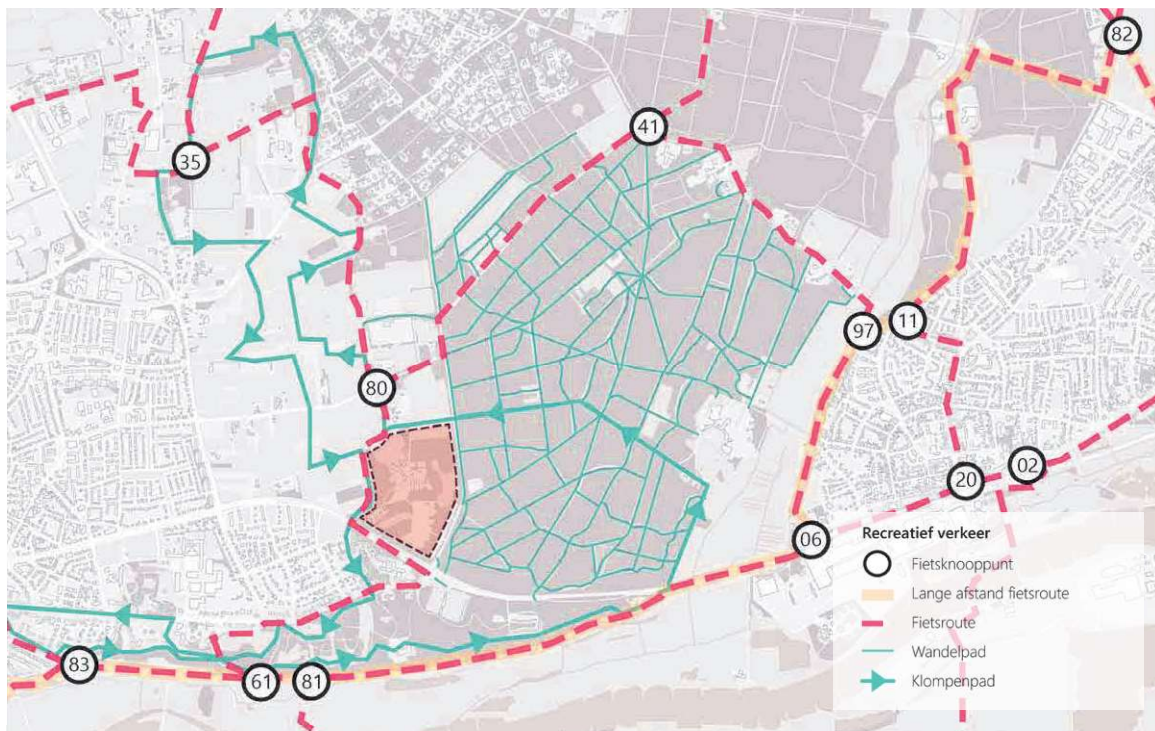 82
41
35
11
97
80
02
20
06
Recreatief verkeer
Fietsknooppunt
Lange afstand fietsroute
Fietsroute
Wandelpad
Klompenpad
83
61
81